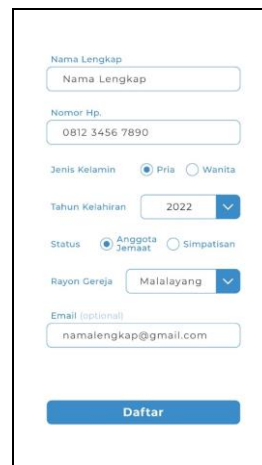 Nama Lengkap
Nama Lengkap
Nomor Hp.
0812 3456 7890
Jenis Kelamin Pria Wanita
Tahun Kelahiran 2022
Status Anggota Jemaat Simpatisan
Rayon Gereja Malalayang
Email (optional)
namalengkap@gmail.com
Daftar